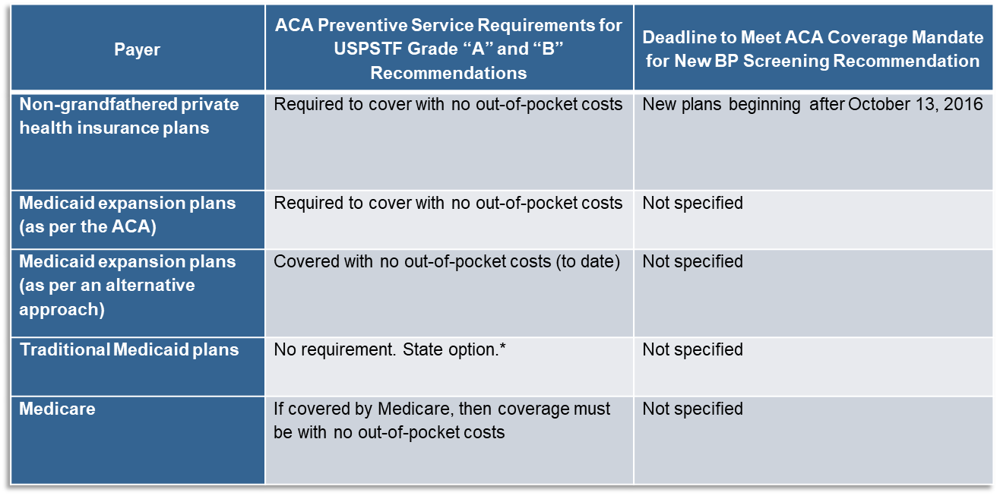 Payer
ACA Preventive Service Requirements for
USPSTF Grade “A” and “B”
Recommendations
Deadline to Meet ACA Coverage Mandate
for New BP Screening Recommendation
Non-grandfathered private
health insurance plans
Required to cover with no out-of-pocket costs
New plans beginning after October 13, 2016
Medicaid expansion plans
(as per the ACA)
Required to cover with no out-of-pocket costs
Not specified
Medicaid expansion plans
(as per an alternative
approach)
Covered with no out-of-pocket costs (to date)
Not specified
Traditional Medicaid plans
No requirement. State option.*
Not specified
Medicare
If covered by Medicare, then coverage must
be with no out-of-pocket costs
Not specified